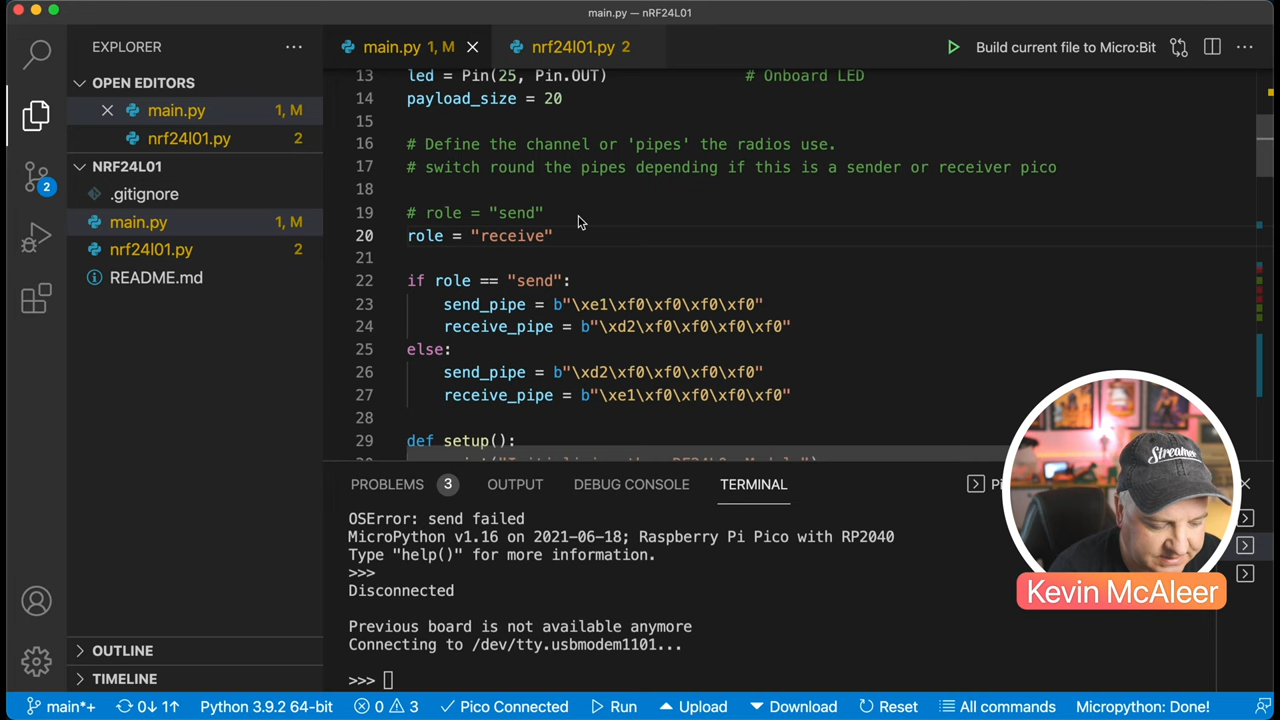 main.py — nRF24L01
EXPLORER
OPEN EDITORS
main.py 1, M
nrf24l01.py 2
NRF24L01
.gitignore
main.py 1, M
nrf24l01.py 2
README.md
OUTLINE
TIMELINE
2
main.py 1, M
nrf24l01.py 2
Build current file to Micro:Bit
13 led = Pin(25, Pin.OUT) # Onboard LED
14 payload_size = 20
15
16 # Define the channel or 'pipes' the radios use.
17 # switch round the pipes depending if this is a sender or receiver pico
18
19 # role = "send"
20 role = "receive"
21
22 if role == "send":
23 send_pipe = b"\xe1\xf0\xf0\xf0\xf0"
24 receive_pipe = b"\xd2\xf0\xf0\xf0\xf0"
25 else:
26 send_pipe = b"\xd2\xf0\xf0\xf0\xf0"
27 receive_pipe = b"\xe1\xf0\xf0\xf0\xf0"
28
29 def setup():
PROBLEMS 3 OUTPUT DEBUG CONSOLE TERMINAL
OSError: send failed
MicroPython v1.16 on 2021-06-18; Raspberry Pi Pico with RP2040
Type "help()" for more information.
>>>
Disconnected
Previous board is not available anymore
Connecting to /dev/tty.usbmodem1101...
>>>
Kevin McAleer
main*+ 0↓ 1↑ Python 3.9.2 64-bit 0 3 Pico Connected Run Upload Download Reset All commands Micropython: Done!